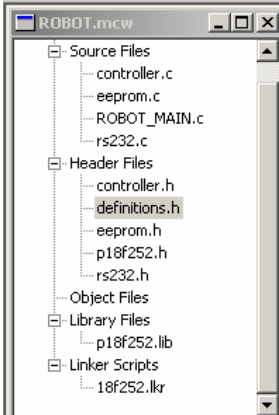 ROBOT.mcw
Source Files
controller.c
eeprom.c
ROBOT_MAIN.c
rs232.c
Header Files
controller.h
definitions.h
eeprom.h
p18f252.h
rs232.h
Object Files
Library Files
p18f252.lib
Linker Scripts
18f252.lkr